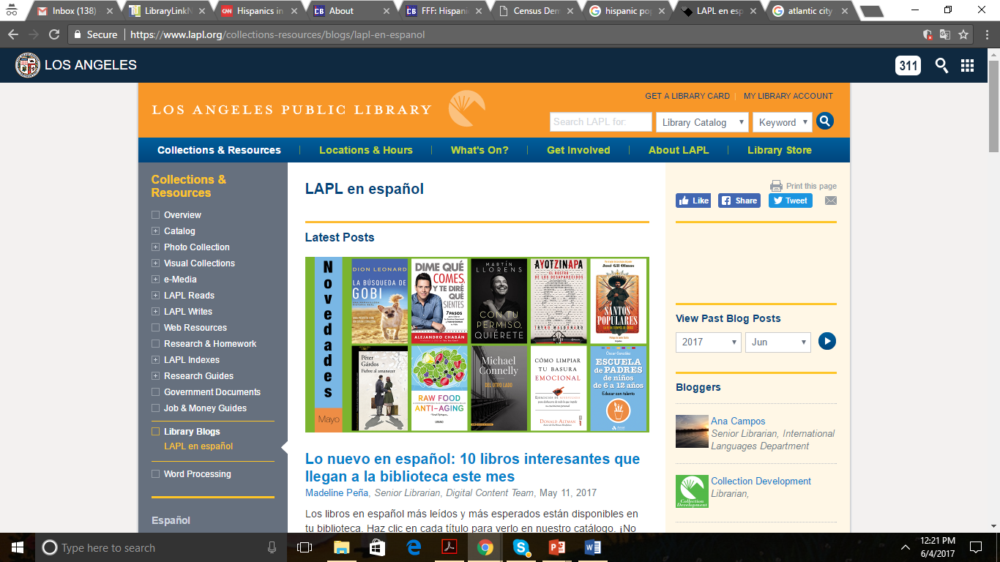 Inbox (138)
LibraryLinkN
Hispanics in
About
FFF: Hispani
Census Dem
hispanic pop
LAPL en esp
atlantic city
Secure
https://www.lapl.org/collections-resources/blogs/lapl-en-espanol
LOS ANGELES
311
LOS ANGELES PUBLIC LIBRARY
GET A LIBRARY CARD | MY LIBRARY ACCOUNT
Search LAPL for:
Library Catalog
Keyword
Collections & Resources
Locations & Hours
What's On?
Get Involved
About LAPL
Library Store
Collections &
Resources
Overview
Catalog
Photo Collection
Visual Collections
e-Media
LAPL Reads
LAPL Writes
Web Resources
Research & Homework
LAPL Indexes
Research Guides
Government Documents
Job & Money Guides
Library Blogs
LAPL en español
Word Processing
Español
LAPL en español
Latest Posts
Novedades
Mayo
DION LEONARD
LA BÚSQUEDA DE
GOBI
DIME QUÉ
COMES,
Y TE DIRÉ
QUÉ
SIENTES
7 PASOS
ALEJANDRO CHABÁN
MARTÍN
LLORENS
CON TU
PERMISO,
QUIÉRETE
AYOTZINAPA
EL ROSTRO
DE LOS DESAPARECIDOS
TRYNO MALDONADO
José Gil Olmos
SANTOS
POPULARES
Péter
Gárdos
Fiebre al amanecer
RAW FOOD
ANTI-AGING
URANO
Michael
Connelly
DEL OTRO LADO
CÓMO LIMPIAR
TU BASURA
EMOCIONAL
DONALD ALTMAN
Óscar González
ESCUELA
de PADRES
de niños
de 6 a 12 años
Educar con talento
Lo nuevo en español: 10 libros interesantes que
llegan a la biblioteca este mes
Madeline Peña, Senior Librarian, Digital Content Team, May 11, 2017
Los libros en español más leídos y más esperados están disponibles en
tu biblioteca. Haz clic en cada título para verlo en nuestro catálogo. ¡No
Print this page
Like
Share
Tweet
View Past Blog Posts
2017
Jun
Bloggers
Ana Campos
Senior Librarian, International
Languages Department
Collection Development
Collection
Development
Librarian,
Type here to search
12:21 PM
6/4/2017